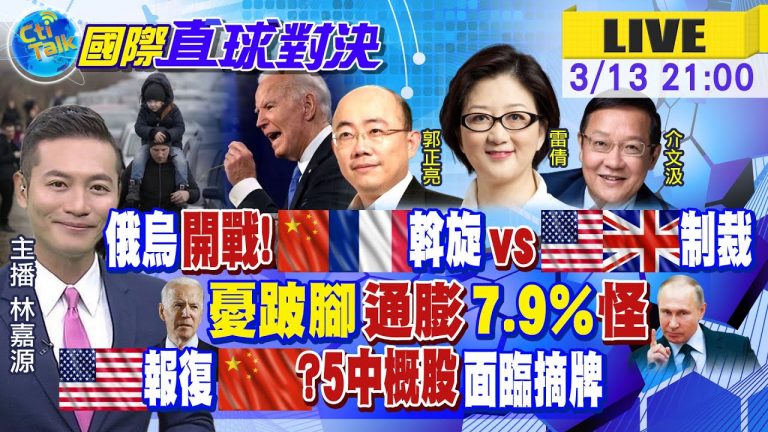 Cti Talk 國際直球對決
LIVE
3/13 21:00
郭正亮
雷倩
介文汲
主播 林嘉源
俄烏開戰!斡旋vs制裁
憂跛腳 通膨7.9%怪
報復?5中概股面臨摘牌